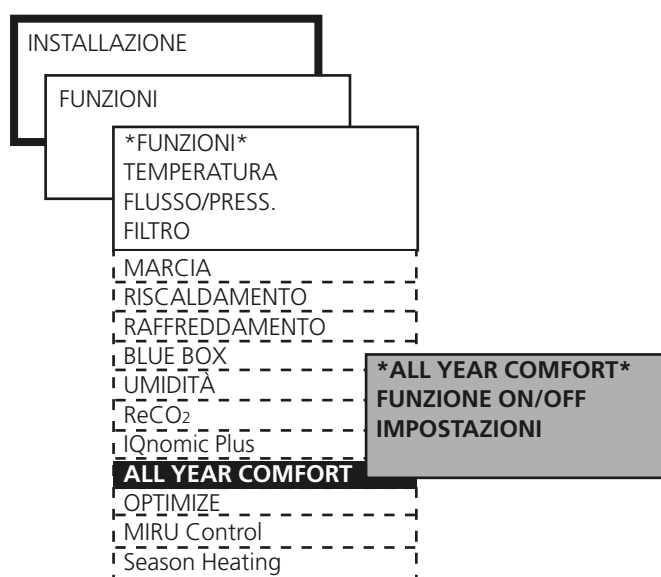 INSTALLAZIONE
FUNZIONI
*FUNZIONI*
TEMPERATURA
FLUSSO/PRESS.
FILTRO
MARCIA
RISCALDAMENTO
RAFFREDDAMENTO
BLUE BOX
UMIDITÀ
ReCO2
IQnomic Plus
ALL YEAR COMFORT
OPTIMIZE
MIRU Control
Season Heating
*ALL YEAR COMFORT*
FUNZIONE ON/OFF
IMPOSTAZIONI